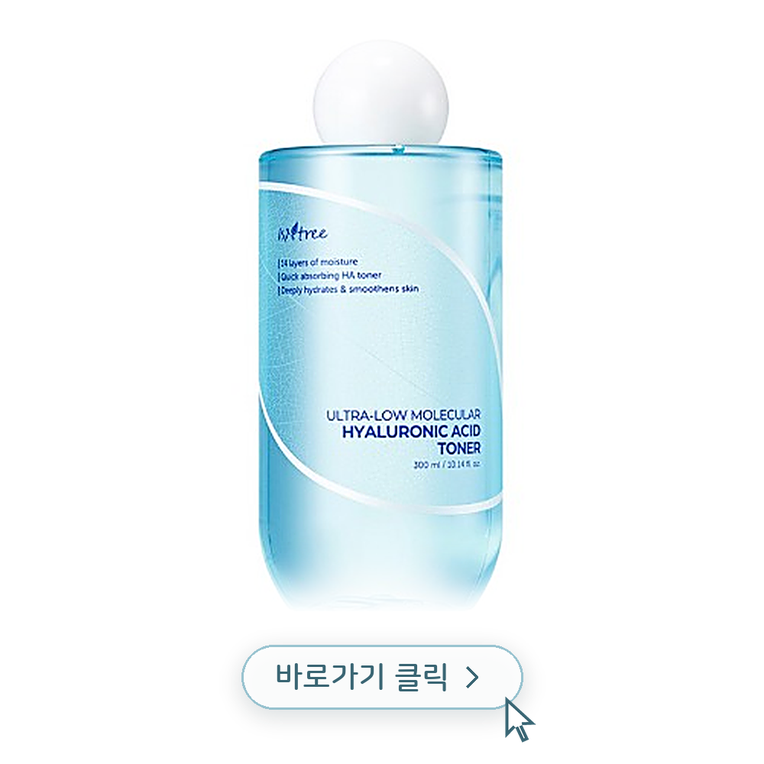 Isntree
14 layers of moisture
Quick absorbing HA toner
Deeply hydrates & smoothens skin
ULTRA-LOW MOLECULAR
HYALURONIC ACID
TONER
300 ml / 10.14 fl. oz.
바로가기 클릭 >